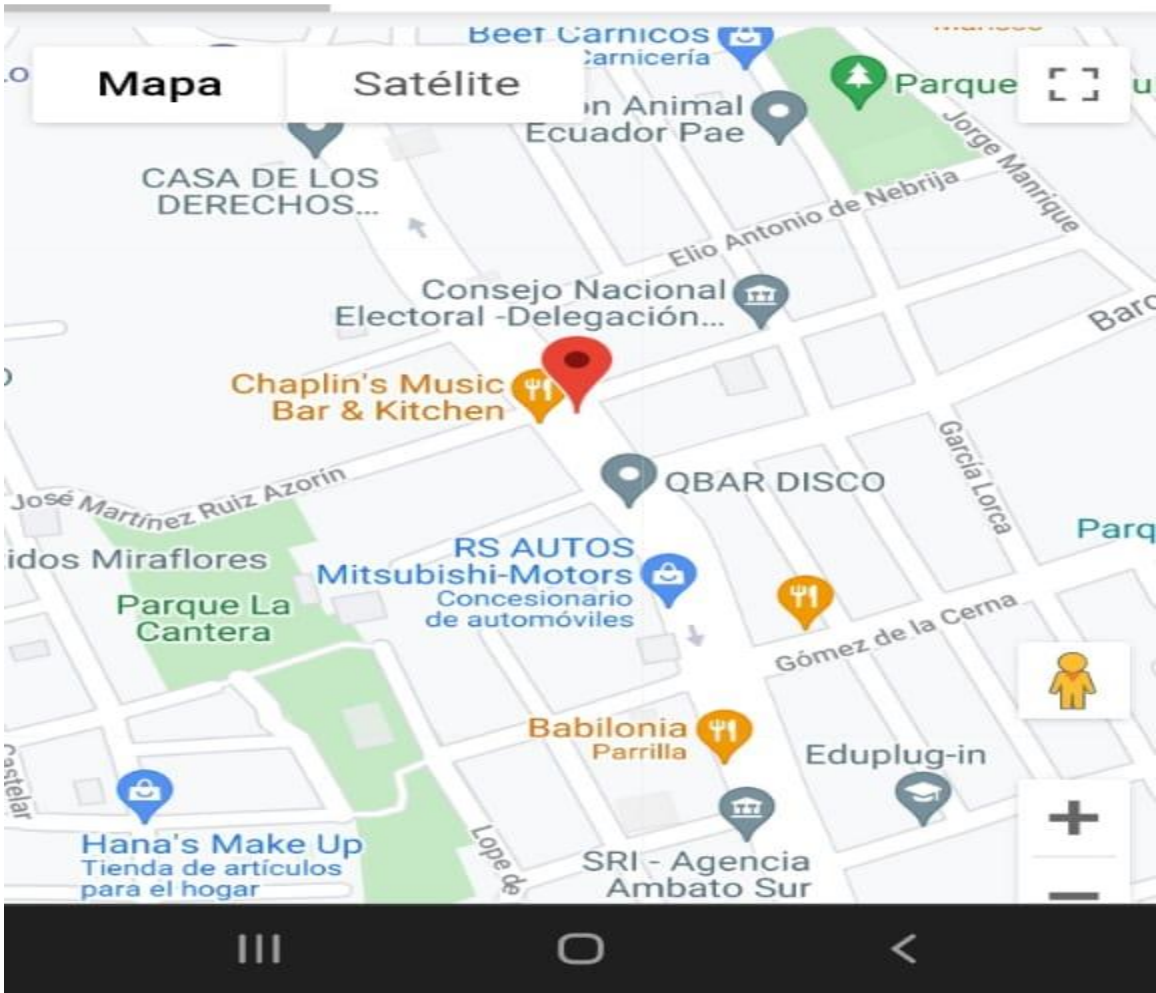 Beef Carnicos
Carnicería
Mapa
Satélite
Parque
on Animal
Ecuador Pae
Jorge Manrique
CASA DE LOS
DERECHOS...
Elio Antonio de Nebrija
Consejo Nacional
Electoral -Delegación...
Barc
Chaplin's Music
Bar & Kitchen
José Martínez Ruiz Azorín
QBAR DISCO
García Lorca
Parq
idos Miraflores
RS AUTOS
Mitsubishi-Motors
Concesionario
de automóviles
Parque La
Cantera
Gómez de la Cerna
Babilonia
Parrilla
Eduplug-in
Castelar
Hana's Make Up
Tienda de artículos
para el hogar
Lope de
SRI - Agencia
Ambato Sur